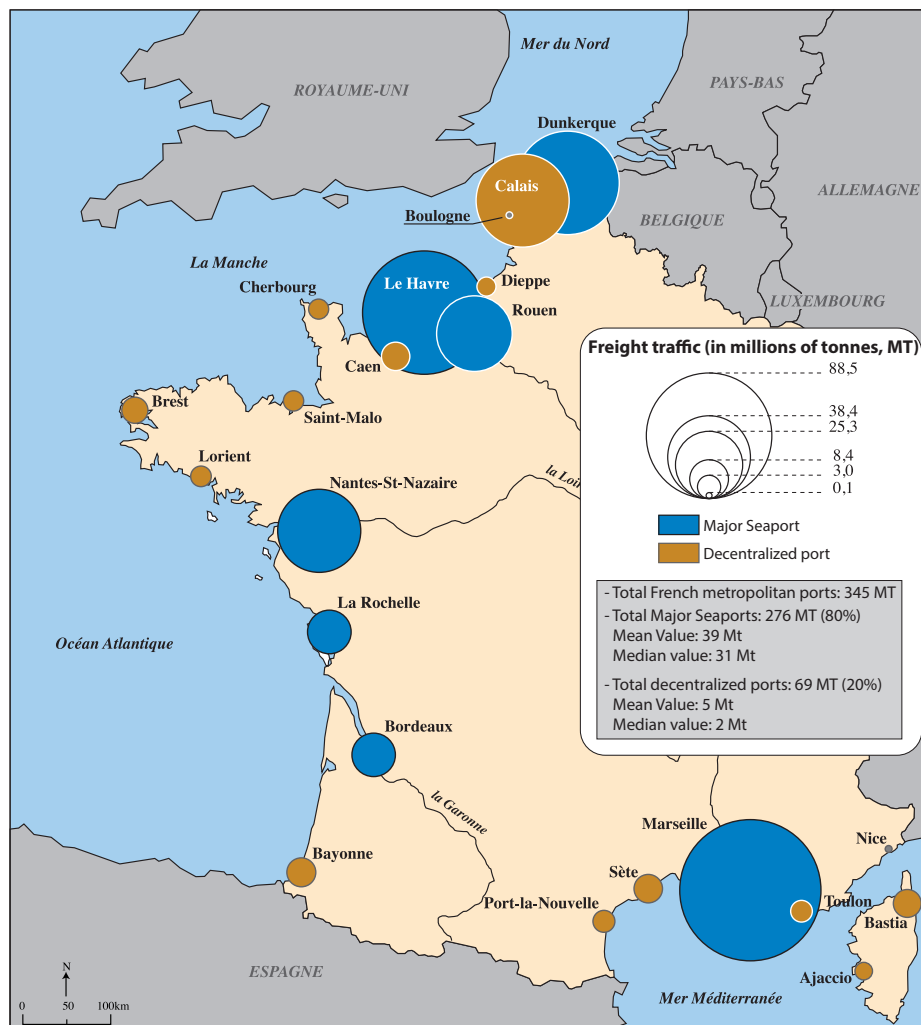 Mer du Nord
ROYAUME-UNI
PAYS-BAS
Dunkerque
Calais
ALLEMAGNE
Boulogne
BELGIQUE
La Manche
Cherbourg
Le Havre
Dieppe
Rouen
LUXEMBOURG
Caen
Brest
Saint-Malo
Lorient
Nantes-St-Nazaire
la Loi
La Rochelle
Océan Atlantique
Bordeaux
la Garonne
Bayonne
Marseille
Nice
Sète
Port-la-Nouvelle
Toulon
Bastia
Ajaccio
ESPAGNE
Mer Méditerranée
N
0 50 100km
Freight traffic (in millions of tonnes, MT)
88,5
38,4
25,3
8,4
3,0
0,1
Major Seaport
Decentralized port
- Total French metropolitan ports: 345 MT
- Total Major Seaports: 276 MT (80%)
Mean Value: 39 Mt
Median value: 31 Mt
- Total decentralized ports: 69 MT (20%)
Mean Value: 5 Mt
Median value: 2 Mt